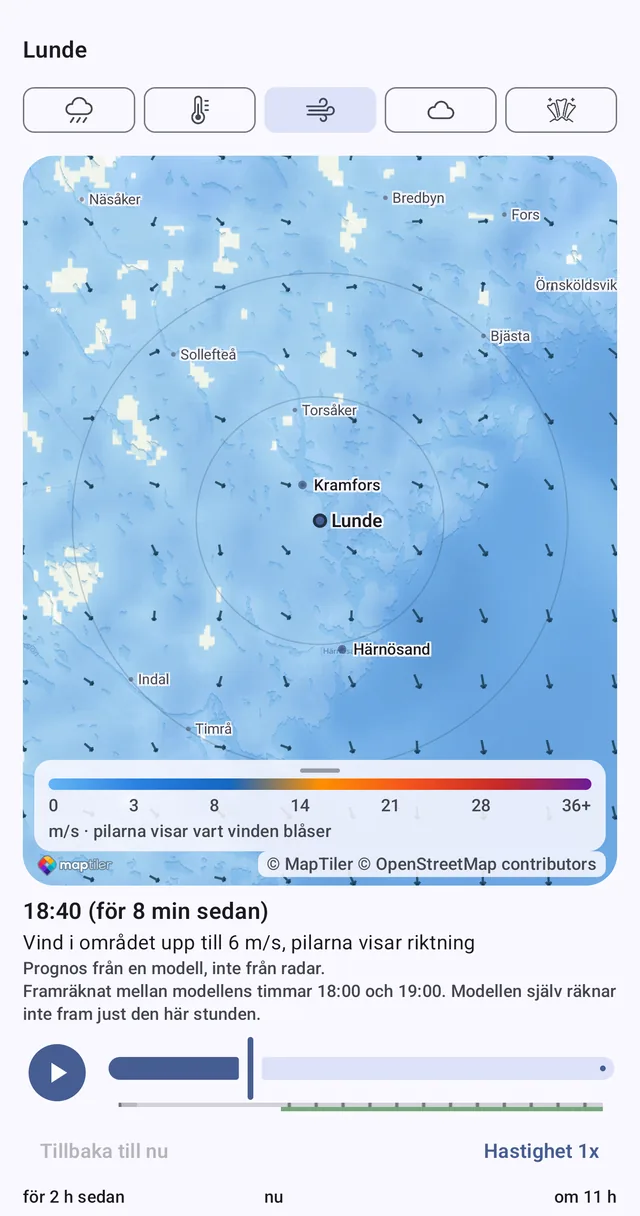 Lunde
Näsåker
Bredbyn
Fors
Örnsköldsvik
Bjästa
Sollefteå
Torsåker
Kramfors
Lunde
Härnösand
Indal
Timrå
0 3 8 14 21 28 36+
m/s · pilarna visar vart vinden blåser
maptiler © MapTiler © OpenStreetMap contributors
18:40 (för 8 min sedan)
Vind i området upp till 6 m/s, pilarna visar riktning
Prognos från en modell, inte från radar.
Framräknat mellan modellens timmar 18:00 och 19:00. Modellen själv räknar
inte fram just den här stunden.
Tillbaka till nu Hastighet 1x
för 2 h sedan nu om 11 h